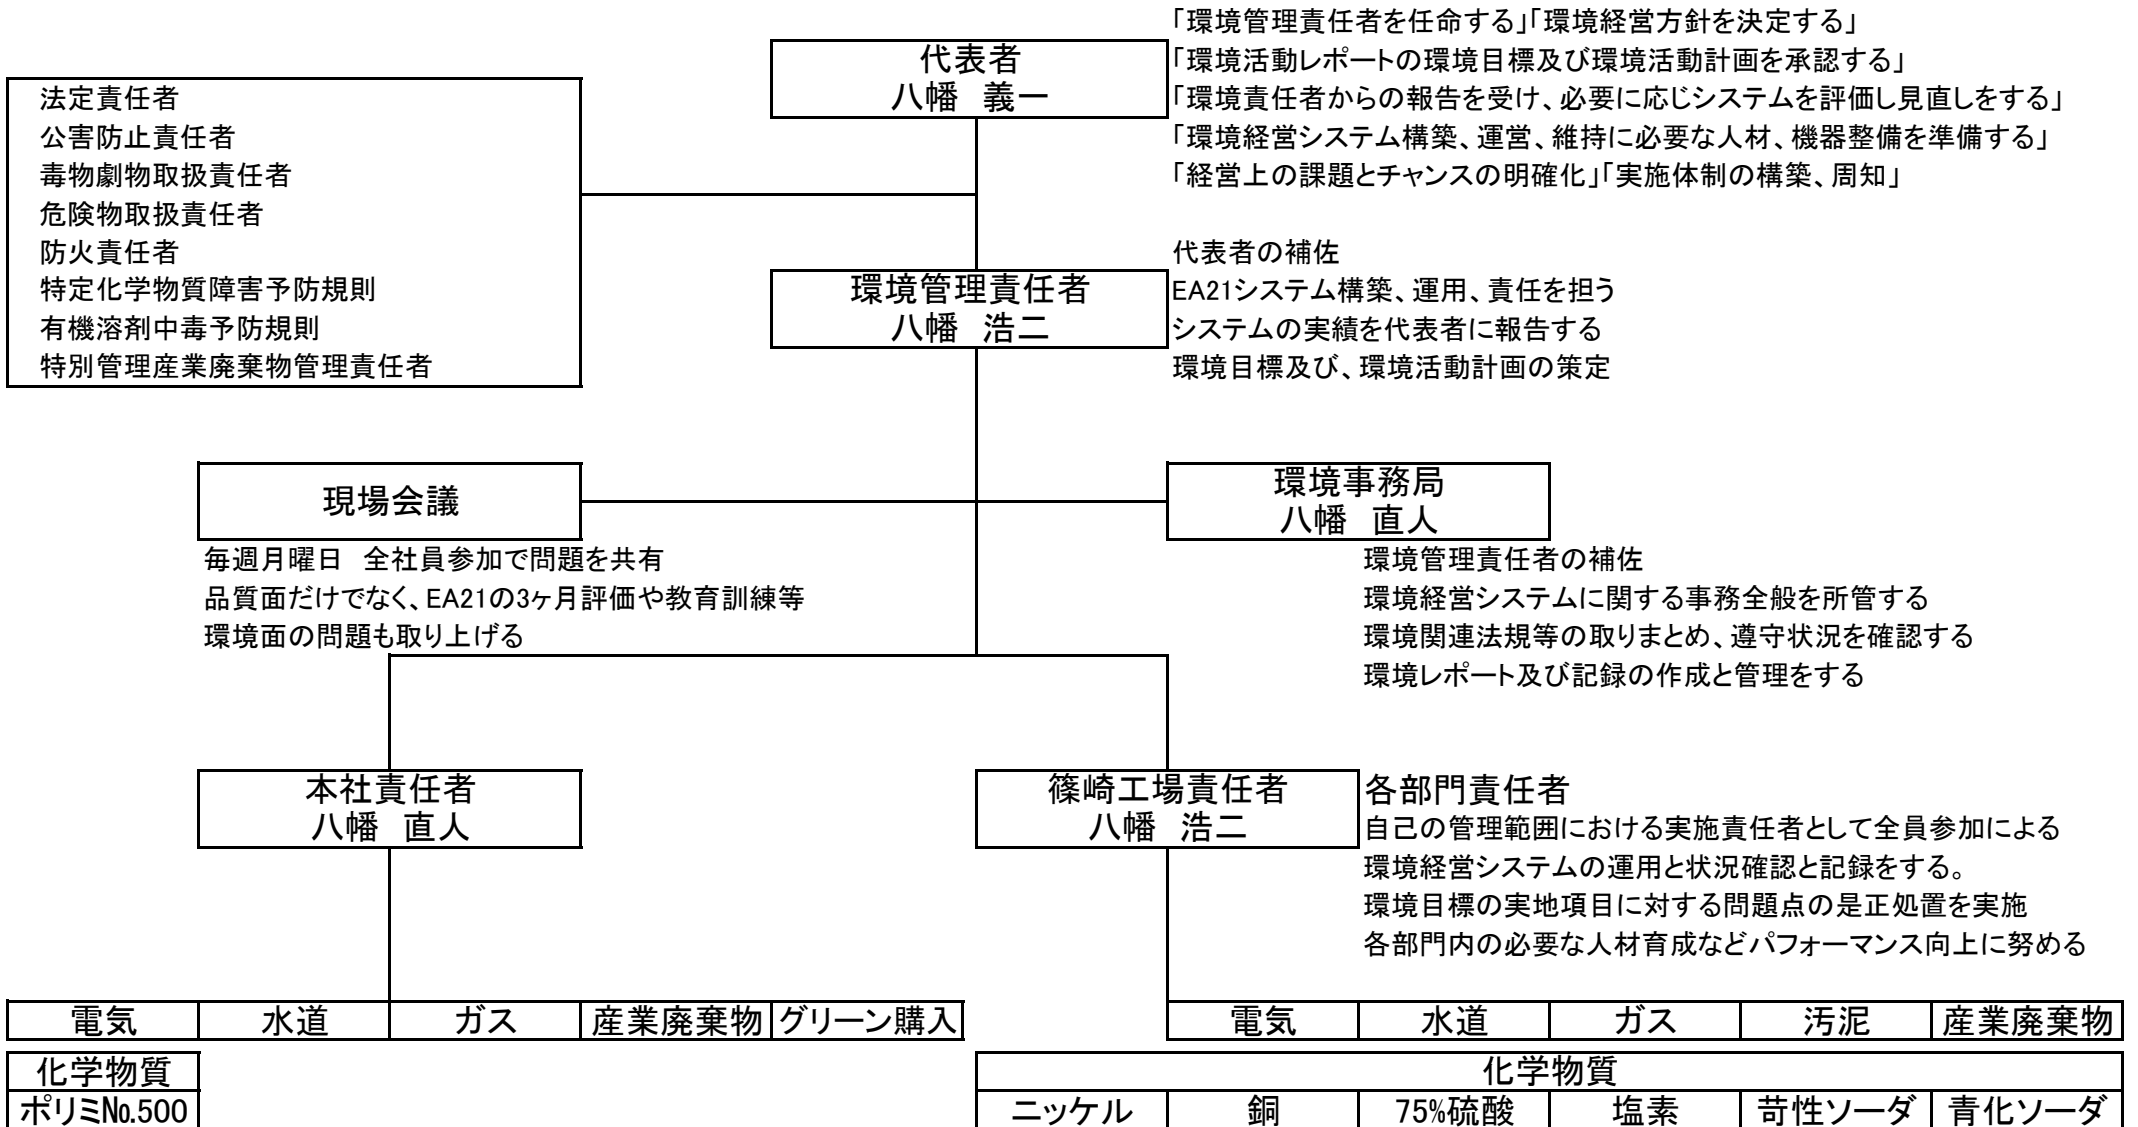 「環境管理責任者を任命する」「環境経営方針を決定する」
代表者
八幡　義一
「環境活動レポートの環境目標及び環境活動計画を承認する」
「環境責任者からの報告を受け、必要に応じシステムを評価し見直しをする」
「環境経営システム構築、運営、維持に必要な人材、機器整備を準備する」
「経営上の課題とチャンスの明確化」「実施体制の構築、周知」
法定責任者
公害防止責任者
毒物劇物取扱責任者
危険物取扱責任者
防火責任者
特定化学物質障害予防規則
有機溶剤中毒予防規則
特別管理産業廃棄物管理責任者
環境管理責任者
八幡　浩二
代表者の補佐
EA21システム構築、運用、責任を担う
システムの実績を代表者に報告する
環境目標及び、環境活動計画の策定
現場会議
毎週月曜日　全社員参加で問題を共有
品質面だけでなく、EA21の3ヶ月評価や教育訓練等
環境面の問題も取り上げる
環境事務局
八幡　直人
環境管理責任者の補佐
環境経営システムに関する事務全般を所管する
環境関連法規等の取りまとめ、遵守状況を確認する
環境レポート及び記録の作成と管理をする
本社責任者
八幡　直人
篠崎工場責任者
八幡　浩二
各部門責任者
自己の管理範囲における実施責任者として全員参加による
環境経営システムの運用と状況確認と記録をする。
環境目標の実地項目に対する問題点の是正処置を実施
各部門内の必要な人材育成などパフォーマンス向上に努める
電気 水道 ガス 産業廃棄物 グリーン購入
化学物質
ポリミ№500
電気 水道 ガス 汚泥 産業廃棄物
化学物質
ニッケル 銅 75%硫酸 塩素 苛性ソーダ 青化ソーダ